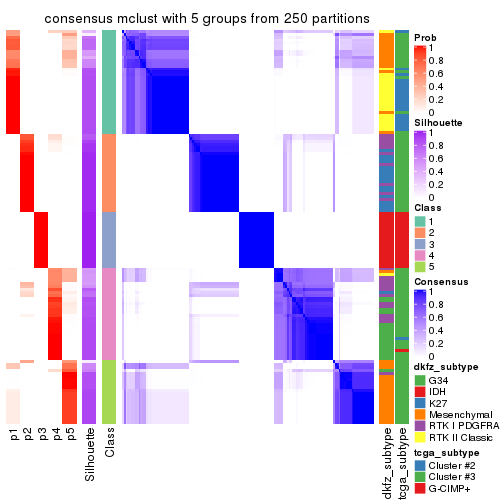 consensus mclust with 5 groups from 250 partitions
p1
p2
p3
p4
p5
Silhouette
Class
dkfz_subtype
tcga_subtype
Prob
1
0.8
0.6
0.4
0.2
0
Silhouette
1
0.8
0.6
0.4
0.2
0
Class
1
2
3
4
5
Consensus
1
0.8
0.6
0.4
0.2
0
dkfz_subtype
G34
IDH
K27
Mesenchymal
RTK I PDGFRA
RTK II Classic
tcga_subtype
Cluster #2
Cluster #3
G-CIMP+